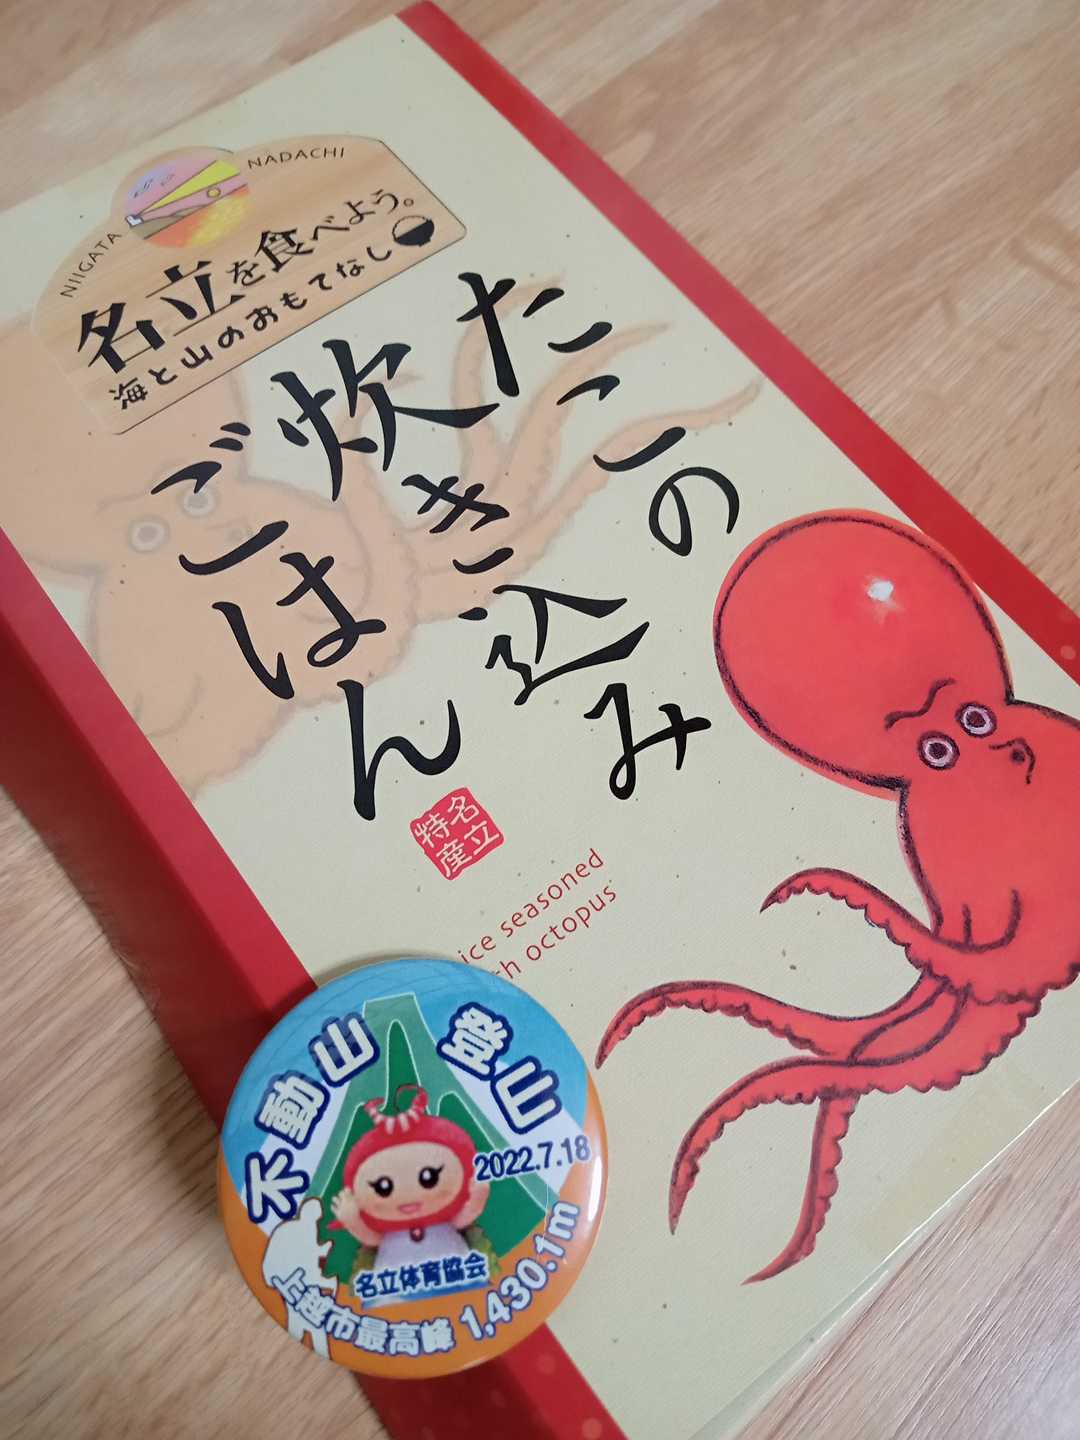 NIIGATA NADACHI
名立を食べよう。
海と山のおもてなし
たこの
炊き込み
ごはん
名立
特産
ice seasoned
h octopus
不動山 登山
2022.7.18
名立体育協会
上越市最高峰 1,430.1m